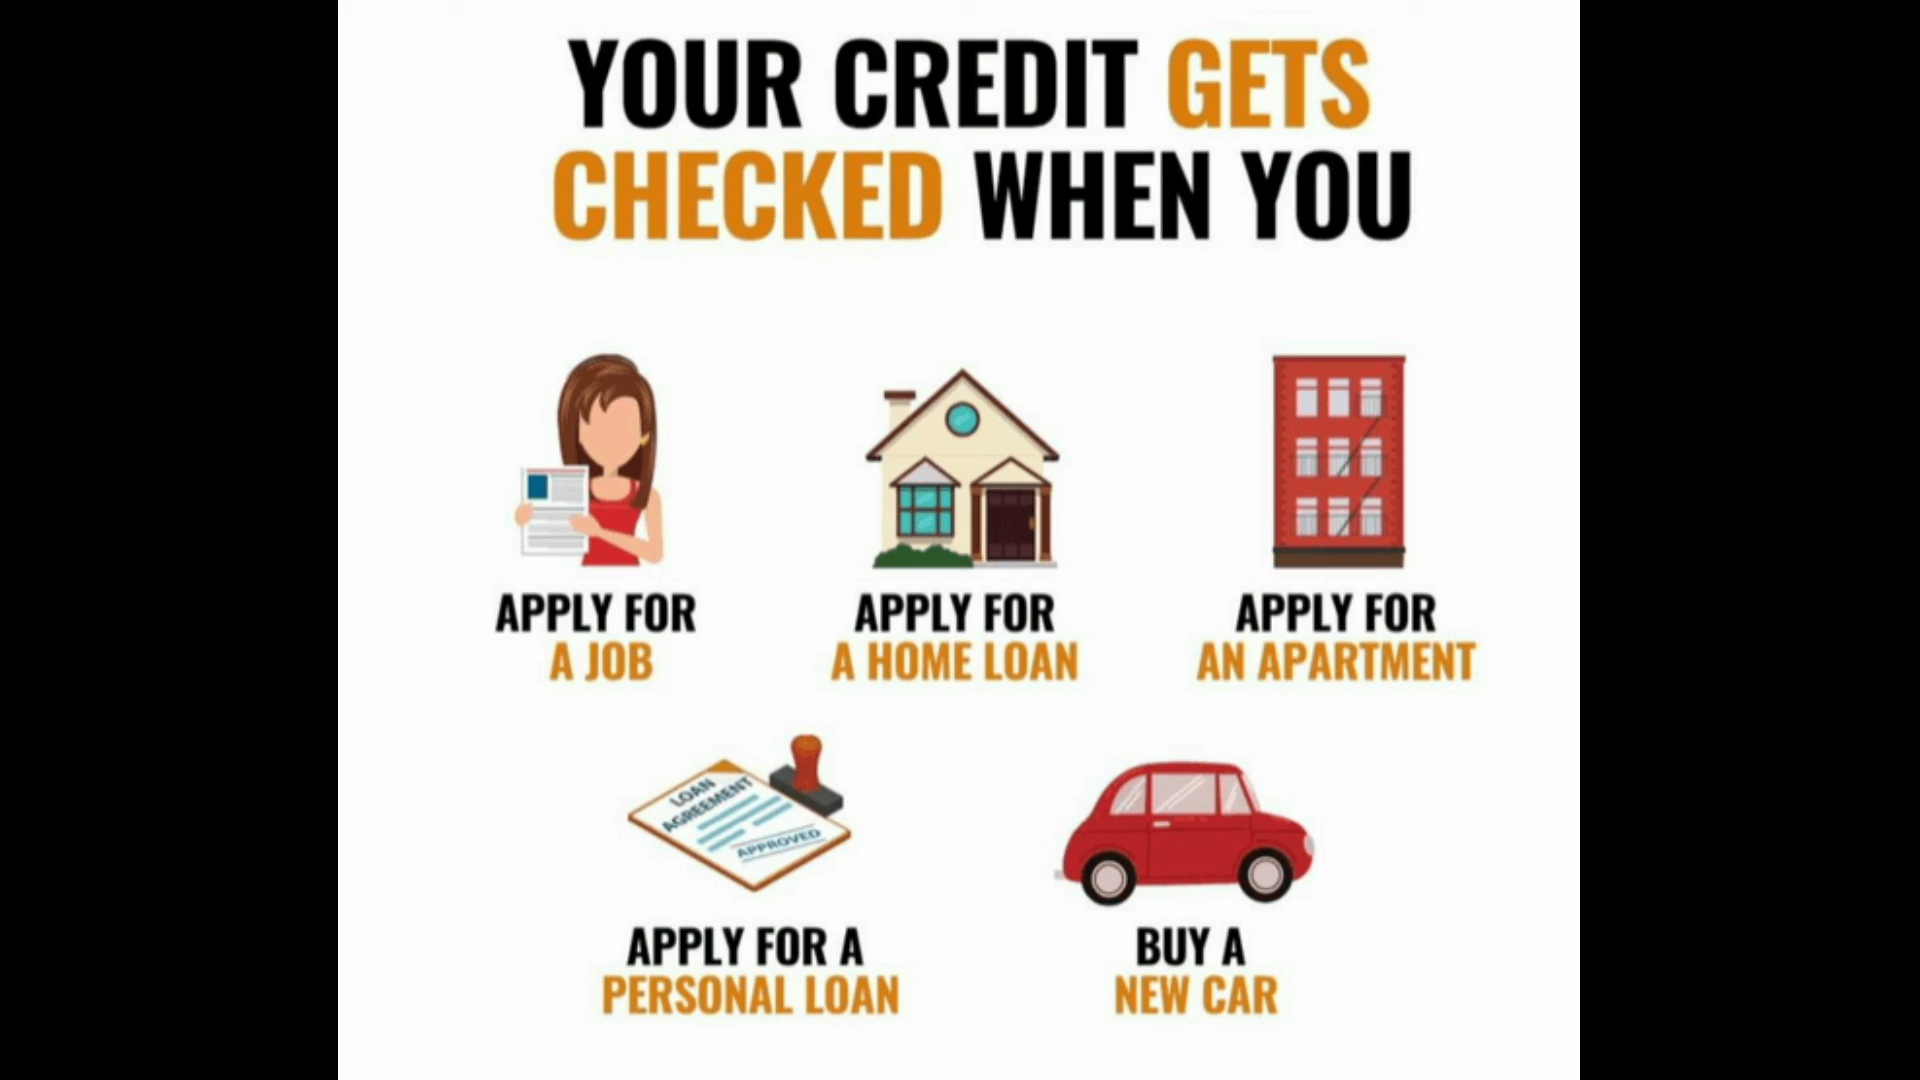 YOUR CREDIT GETS
CHECKED WHEN YOU
APPLY FOR
A JOB
APPLY FOR
A HOME LOAN
APPLY FOR
AN APARTMENT
LOAN
AGREEMENT
APPROVED
APPLY FOR A
PERSONAL LOAN
BUY A
NEW CAR